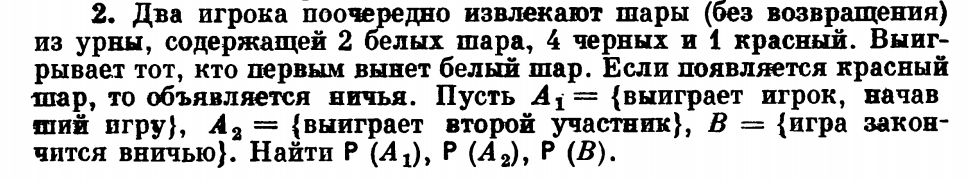 2. Два игрока поочередно извлекают шары (без возвращения)
из урны, содержащей 2 белых шара, 4 черных и 1 красный. Выиг-
рывает тот, кто первым вынет белый шар. Если появляется красный
шар, то объявляется ничья. Пусть A₁ = {выиграет игрок, начав
ший игру}, A₂ = {выиграет второй участник}, B = {игра закон-
чится вничью}. Найти P (A₁), P (A₂), P (B).